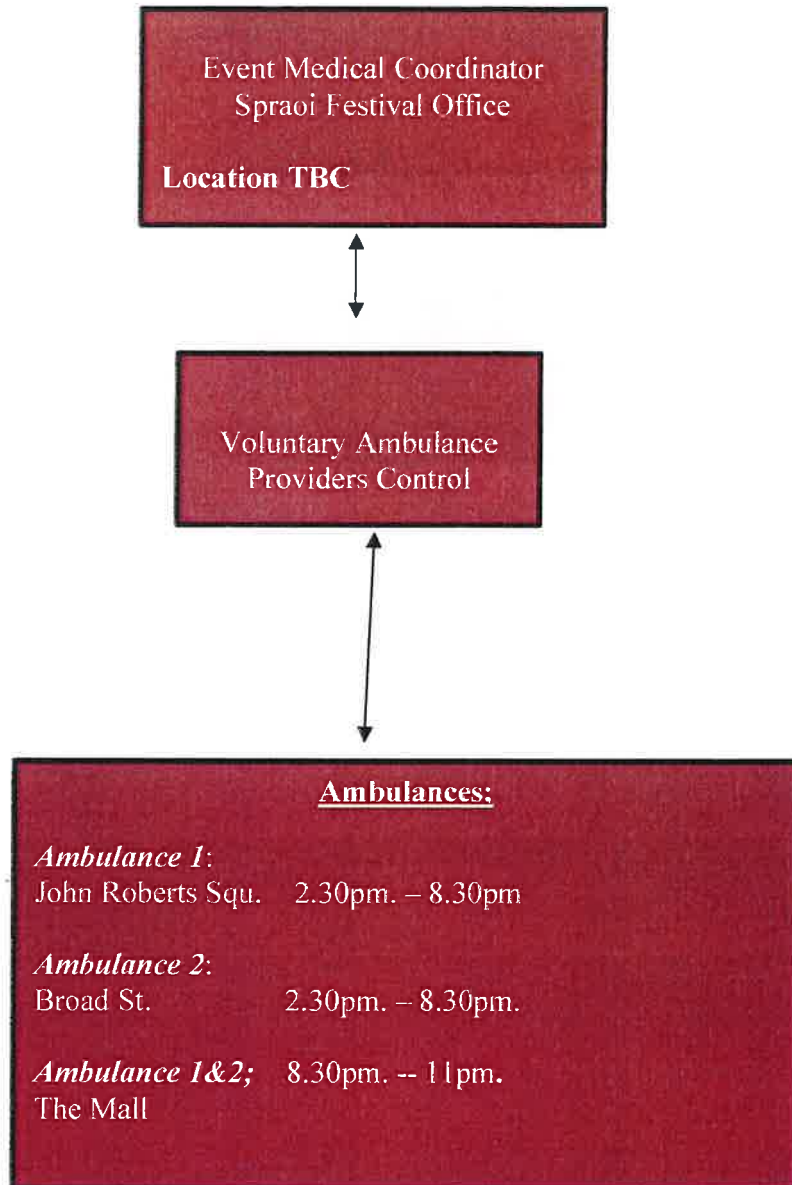 Event Medical Coordinator
Spraoi Festival Office
Location TBC
Voluntary Ambulance
Providers Control
Ambulances;
Ambulance 1:
John Roberts Squ. 2.30pm. – 8.30pm
Ambulance 2:
Broad St. 2.30pm. – 8.30pm.
Ambulance 1&2; 8.30pm. -- 11pm.
The Mall